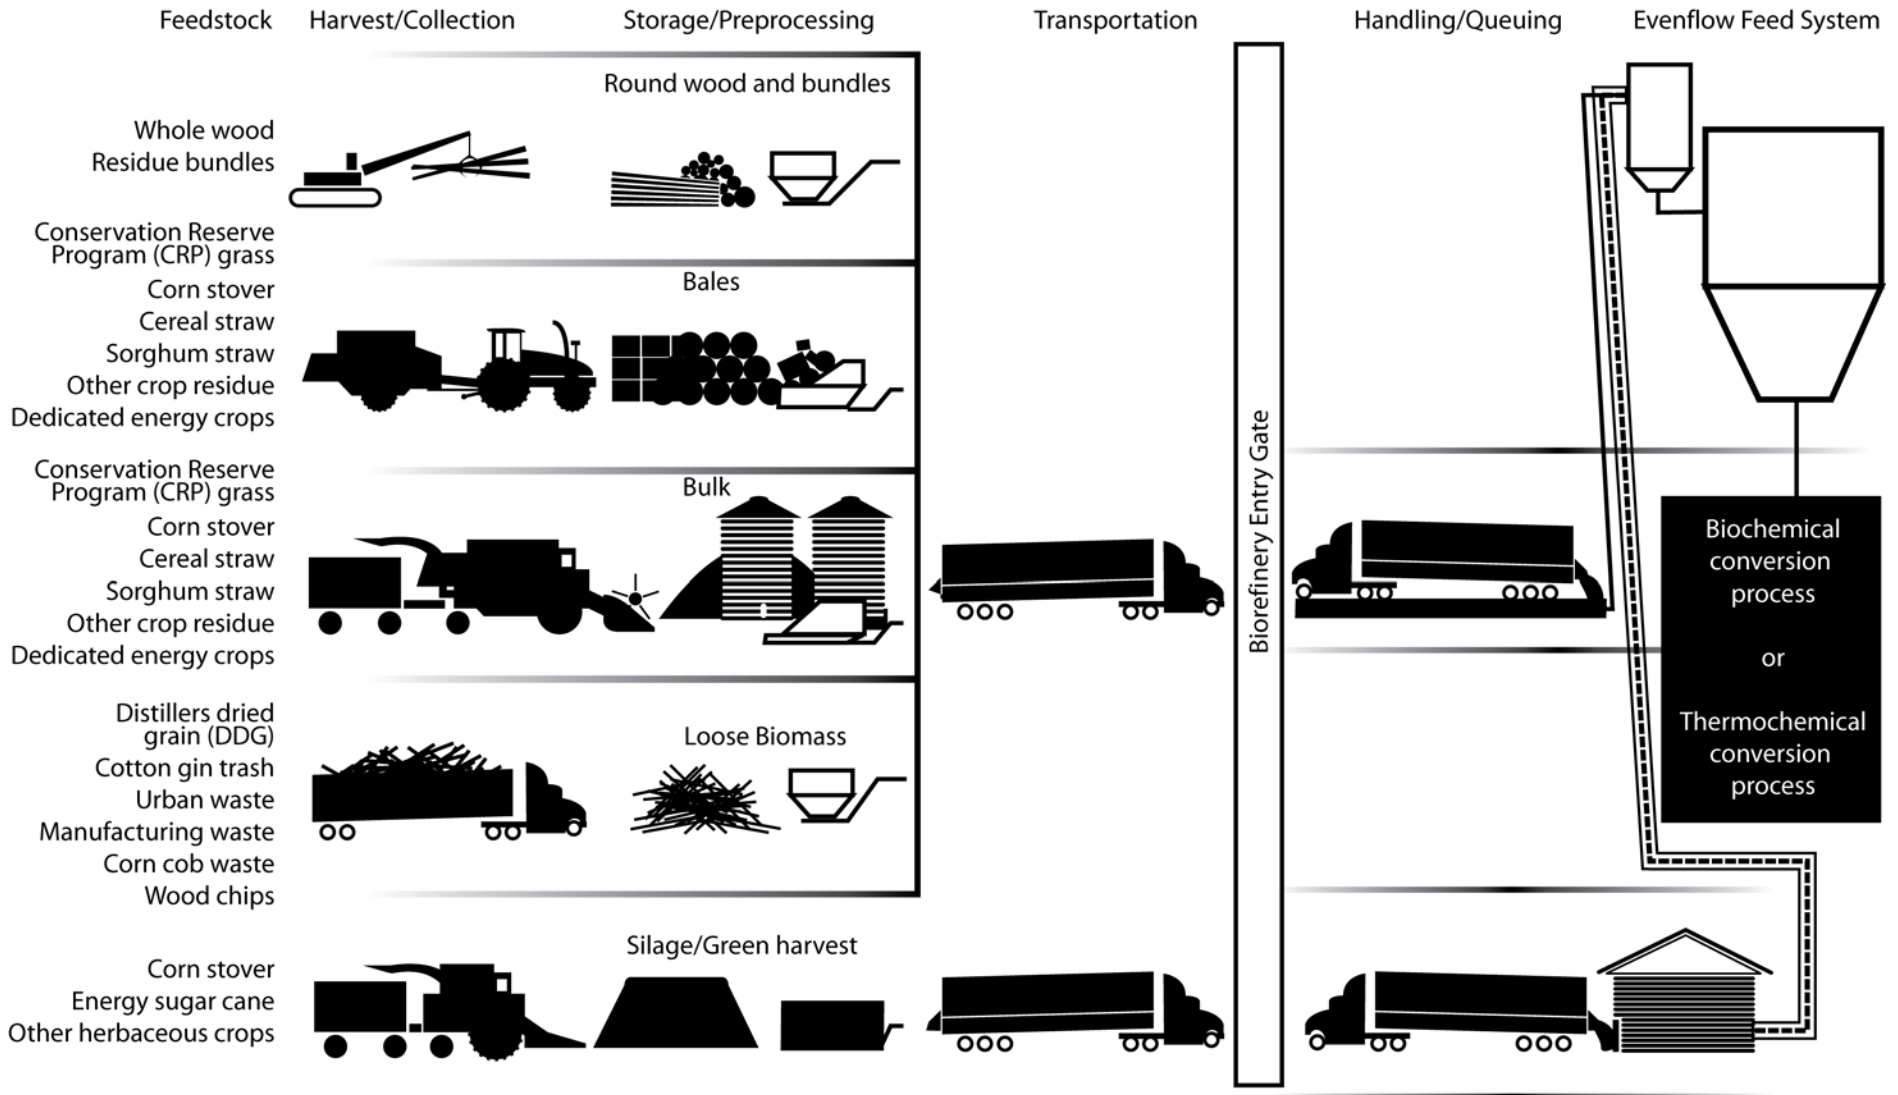 Feedstock
Harvest/Collection
Storage/Preprocessing
Transportation
Handling/Queuing
Evenflow Feed System
Round wood and bundles
Whole wood
Residue bundles
Conservation Reserve
Program (CRP) grass
Bales
Corn stover
Cereal straw
Sorghum straw
Other crop residue
Dedicated energy crops
Conservation Reserve
Program (CRP) grass
Bulk
Corn stover
Cereal straw
Sorghum straw
Other crop residue
Dedicated energy crops
Distillers dried
grain (DDG)
Loose Biomass
Cotton gin trash
Urban waste
Manufacturing waste
Corn cob waste
Wood chips
Silage/Green harvest
Corn stover
Energy sugar cane
Other herbaceous crops
Biorefinery Entry Gate
Biochemical
conversion
process
or
Thermochemical
conversion
process